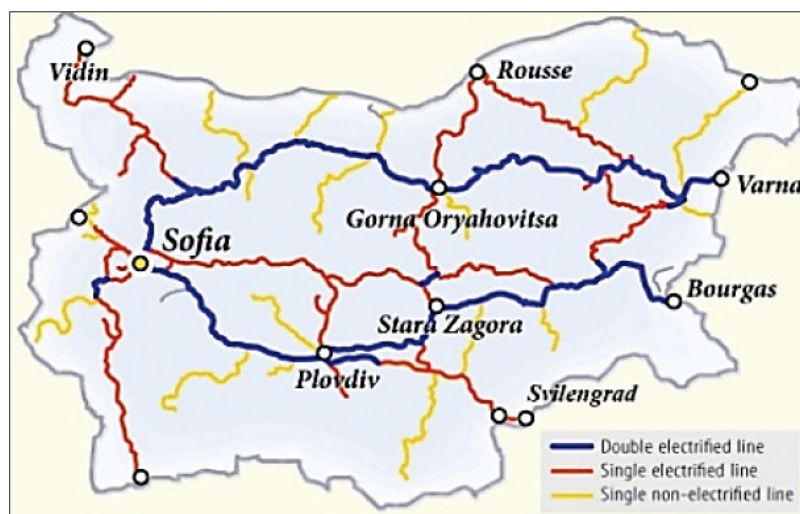 Vidin
Rousse
Varna
Gorna Oryahovitsa
Sofia
Bourgas
Stara Zagora
Plovdiv
Svilengrad
Double electrified line
Single electrified line
Single non-electrified line